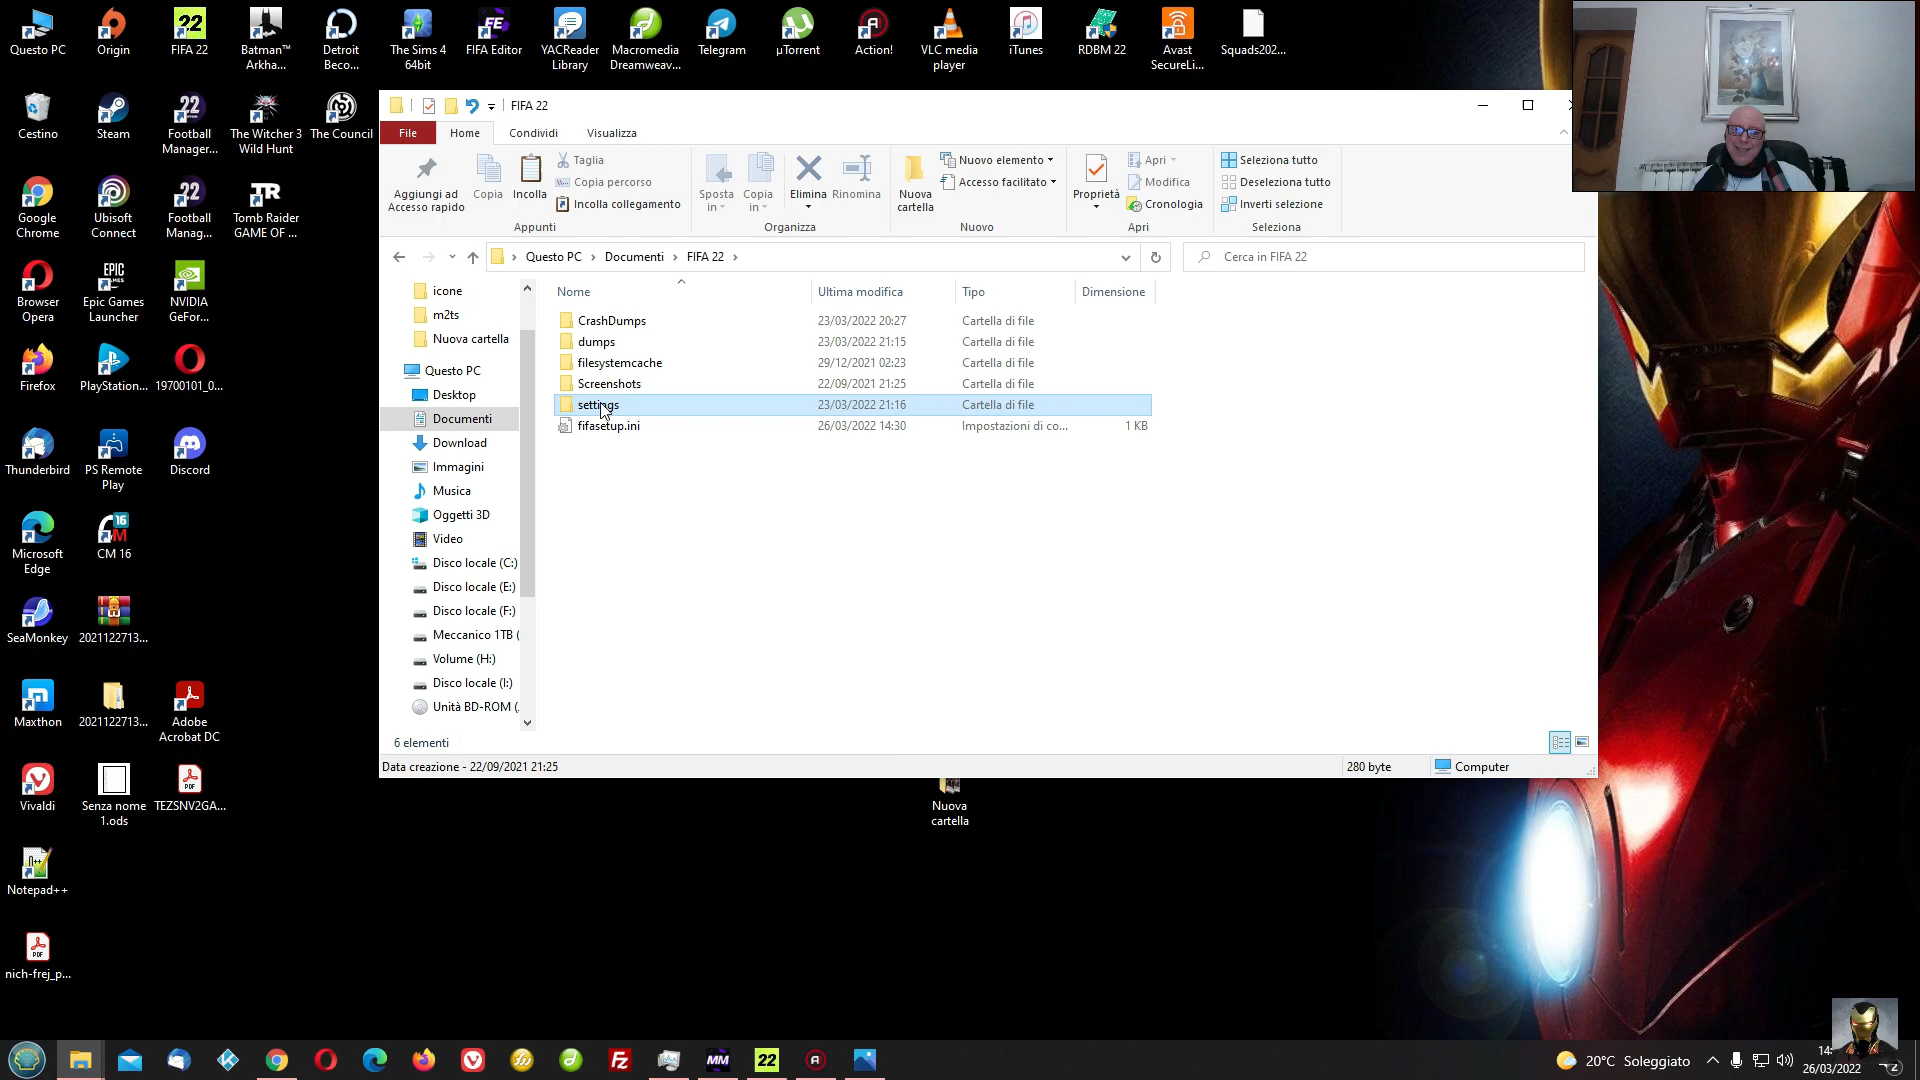 Questo PC
Origin
FIFA 22
Batman™
Arkha...
Detroit
Beco...
The Sims 4
64bit
FIFA Editor
YACReader
Library
Macromedia
Dreamweav...
Telegram
µTorrent
Action!
VLC media
player
iTunes
RDBM 22
Avast
SecureLi...
Squads202...
Cestino
Steam
Football
Manager...
The Witcher 3
Wild Hunt
The Council
Google
Chrome
Ubisoft
Connect
Football
Manag...
Tomb Raider
GAME OF ...
Browser
Opera
Epic Games
Launcher
NVIDIA
GeFor...
Firefox
PlayStation...
19700101_0...
Thunderbird
PS Remote
Play
Discord
Microsoft
Edge
CM 16
SeaMonkey
2021122713...
Maxthon
2021122713...
Adobe
Acrobat DC
Vivaldi
Senza nome
1.ods
TEZSNV2GA...
Notepad++
nich-frej_p...
Nuova
cartella
FIFA 22
File
Home
Condividi
Visualizza
Aggiungi ad
Accesso rapido
Copia
Incolla
Taglia
Copia percorso
Incolla collegamento
Appunti
Sposta
in
Copia
in
Elimina
Rinomina
Organizza
Nuova
cartella
Nuovo elemento
Accesso facilitato
Nuovo
Proprietà
Apri
Modifica
Cronologia
Apri
Seleziona tutto
Deseleziona tutto
Inverti selezione
Seleziona
Questo PC > Documenti > FIFA 22 >
Cerca in FIFA 22
icone
m2ts
Nuova cartella
Questo PC
Desktop
Documenti
Download
Immagini
Musica
Oggetti 3D
Video
Disco locale (C:)
Disco locale (E:)
Disco locale (F:)
Meccanico 1TB (
Volume (H:)
Disco locale (I:)
Unità BD-ROM (
Nome Ultima modifica Tipo Dimensione
CrashDumps 23/03/2022 20:27 Cartella di file
dumps 23/03/2022 21:15 Cartella di file
filesystemcache 29/12/2021 02:23 Cartella di file
Screenshots 22/09/2021 21:25 Cartella di file
settings 23/03/2022 21:16 Cartella di file
fifasetup.ini 26/03/2022 14:30 Impostazioni di co... 1 KB
6 elementi
Data creazione - 22/09/2021 21:25
280 byte
Computer
20°C Soleggiato
14:
26/03/2022
2